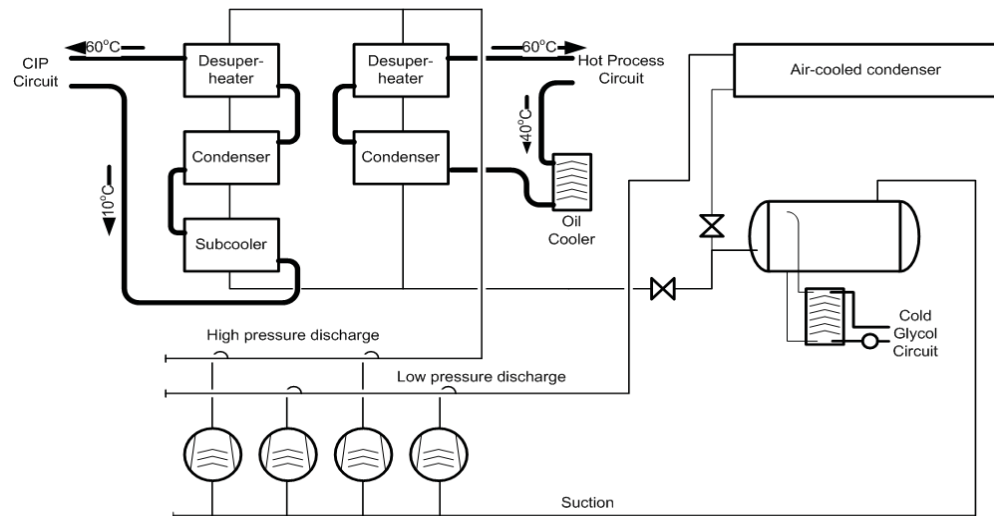 60°C
CIP
Circuit
Desuper-
heater
Desuper-
heater
60°C
Hot Process
Circuit
Air-cooled condenser
40°C
Condenser
Condenser
10°C
Oil
Cooler
Subcooler
Cold
Glycol
Circuit
High pressure discharge
Low pressure discharge
Suction